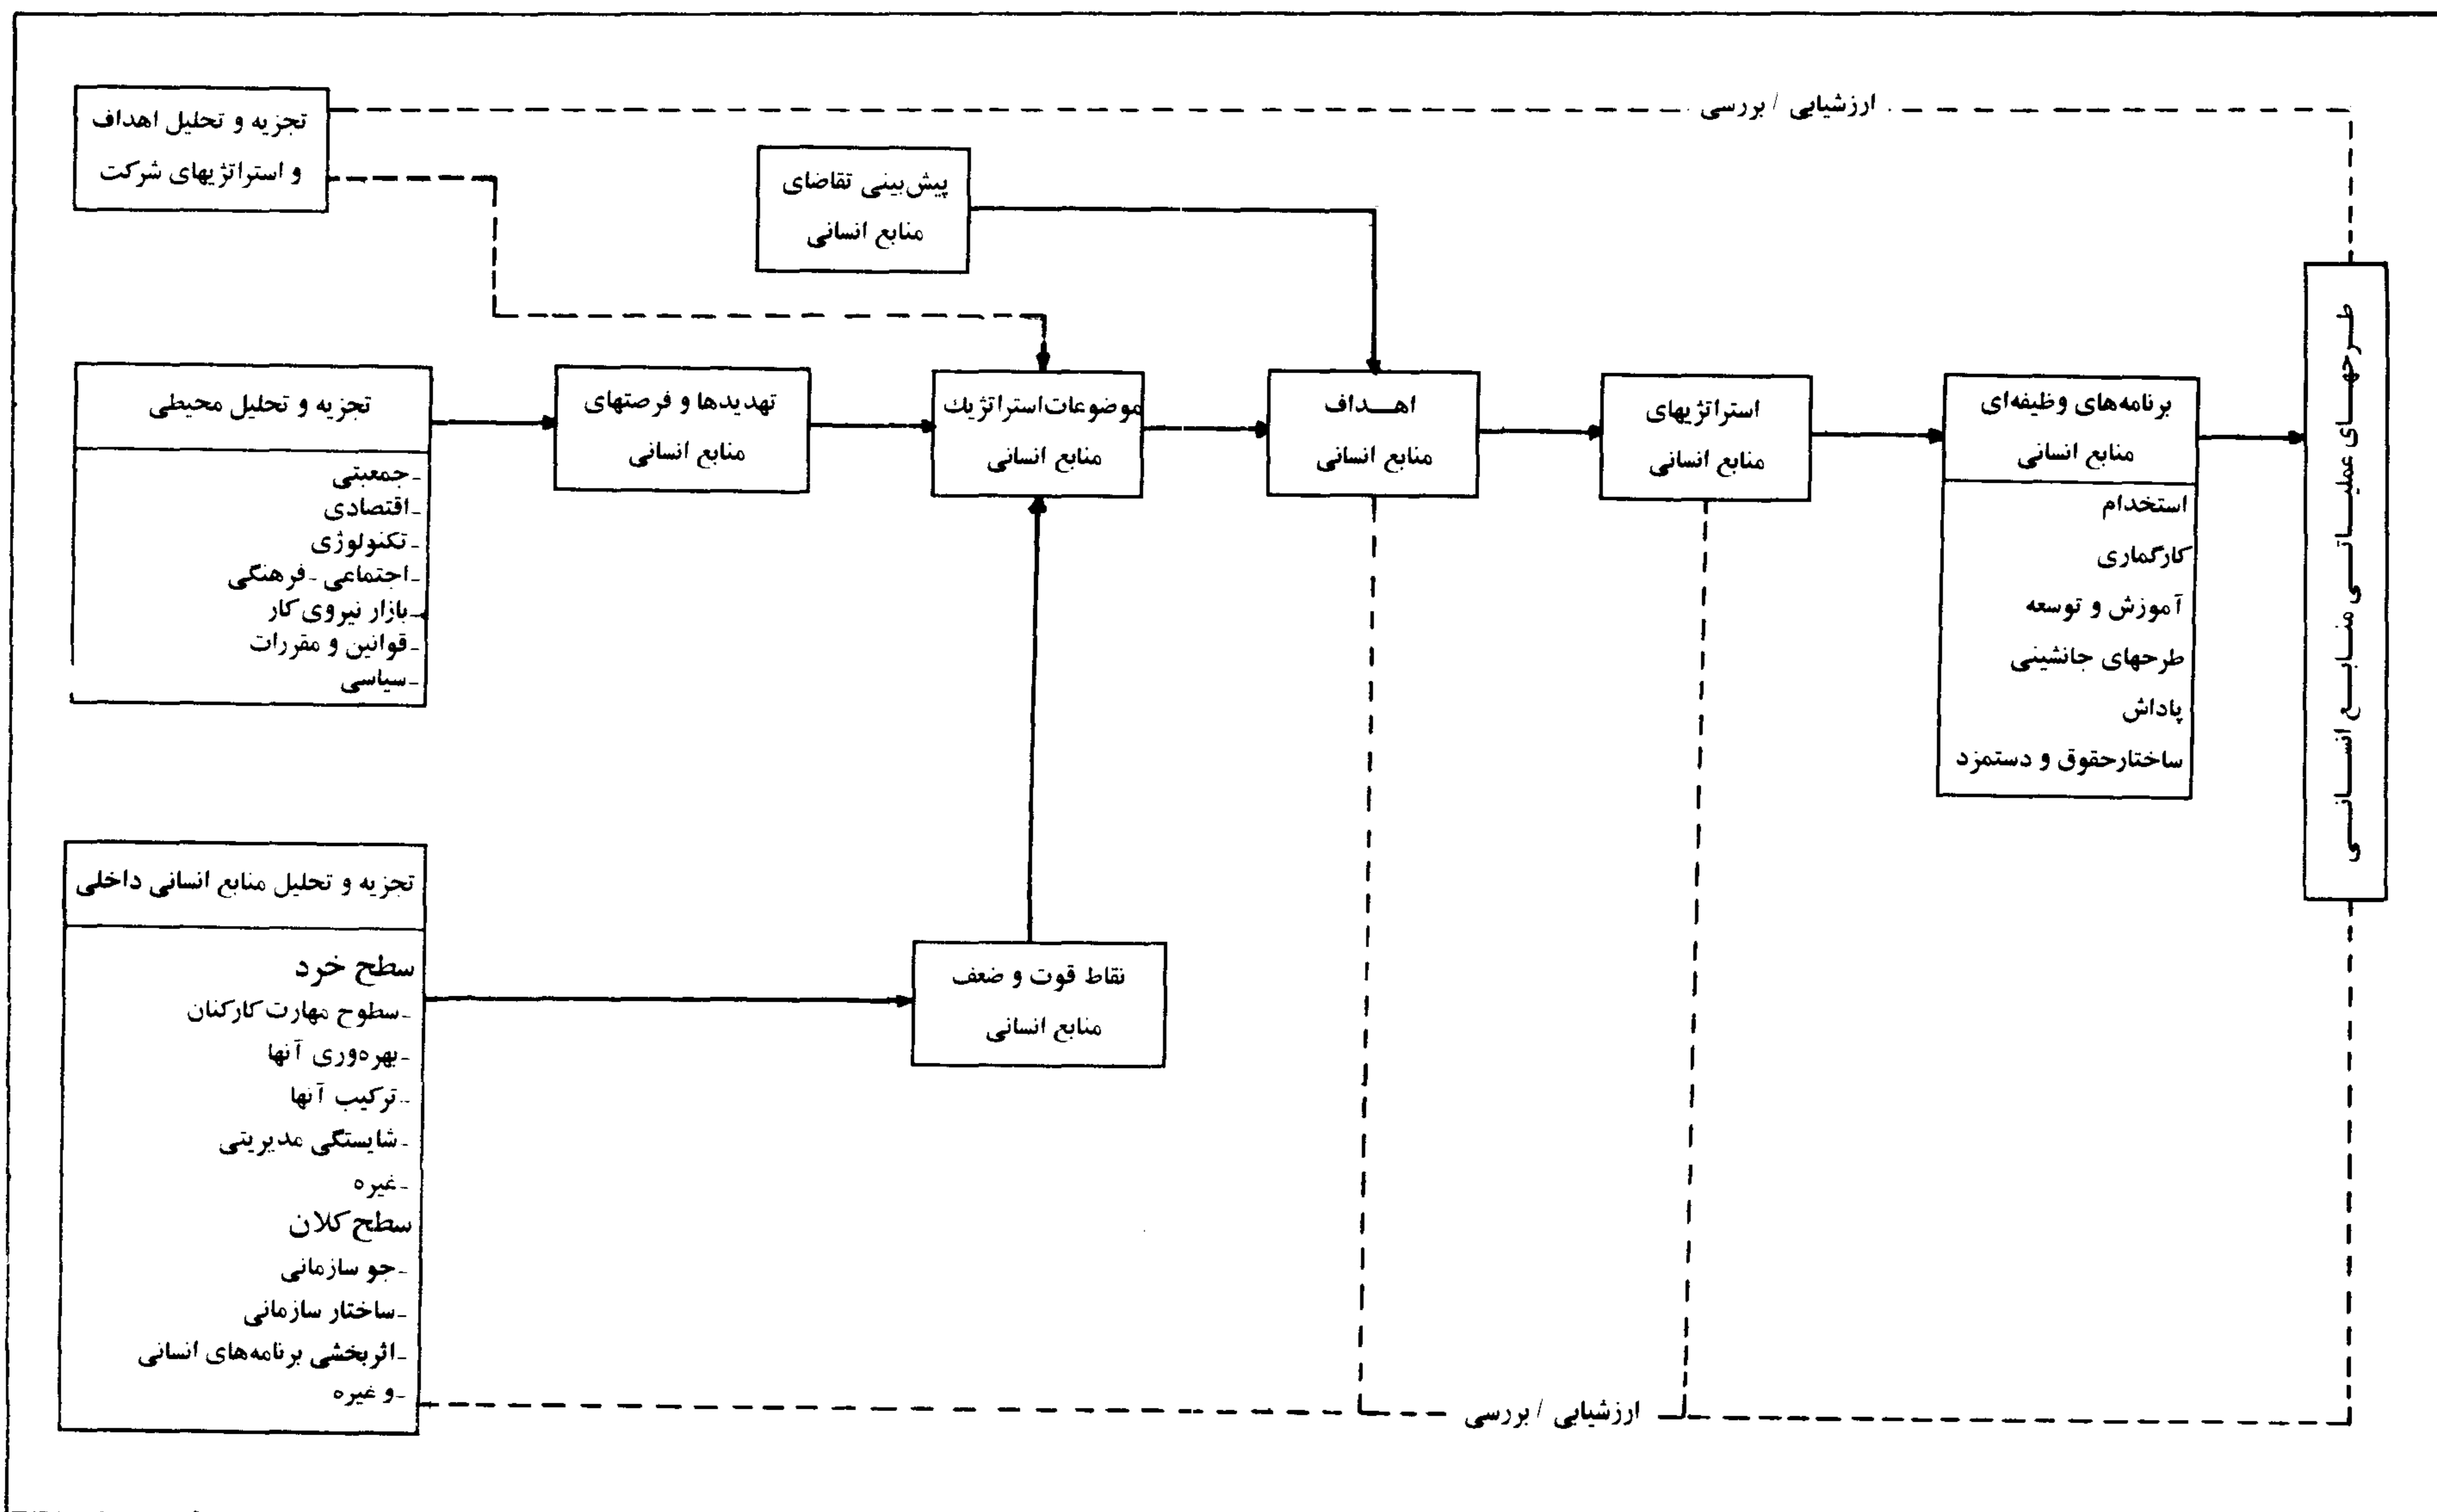 ارزشیابی / بررسی
تجزیه و تحلیل اهداف
و استراتژیهای شرکت
پیش‌بینی تقاضای
منابع انسانی
تجزیه و تحلیل محیطی
ـ جمعیتی
ـ اقتصادی
ـ تکنولوژی
ـ اجتماعی ـ فرهنگی
ـ بازار نیروی کار
ـ قوانین و مقررات
ـ سیاسی
تهدیدها و فرصتهای
منابع انسانی
موضوعات استراتژیك
منابع انسانی
اهـــداف
منابع انسانی
استراتژیهای
منابع انسانی
برنامه‌های وظیفه‌ای
منابع انسانی
استخدام
کارگماری
آموزش و توسعه
طرحهای جانشینی
پاداش
ساختار حقوق و دستمزد
طـرحهـای عملیـاتـی منـابـع انسـانـی
تجزیه و تحلیل منابع انسانی داخلی
سطح خرد
ـ سطوح مهارت کارکنان
ـ بهره‌وری آنها
ـ ترکیب آنها
ـ شایستگی مدیریتی
ـ غیره
سطح کلان
ـ جو سازمانی
ـ ساختار سازمانی
ـ اثربخشی برنامه‌های انسانی
ـ و غیره
نقاط قوت و ضعف
منابع انسانی
ارزشیابی / بررسی